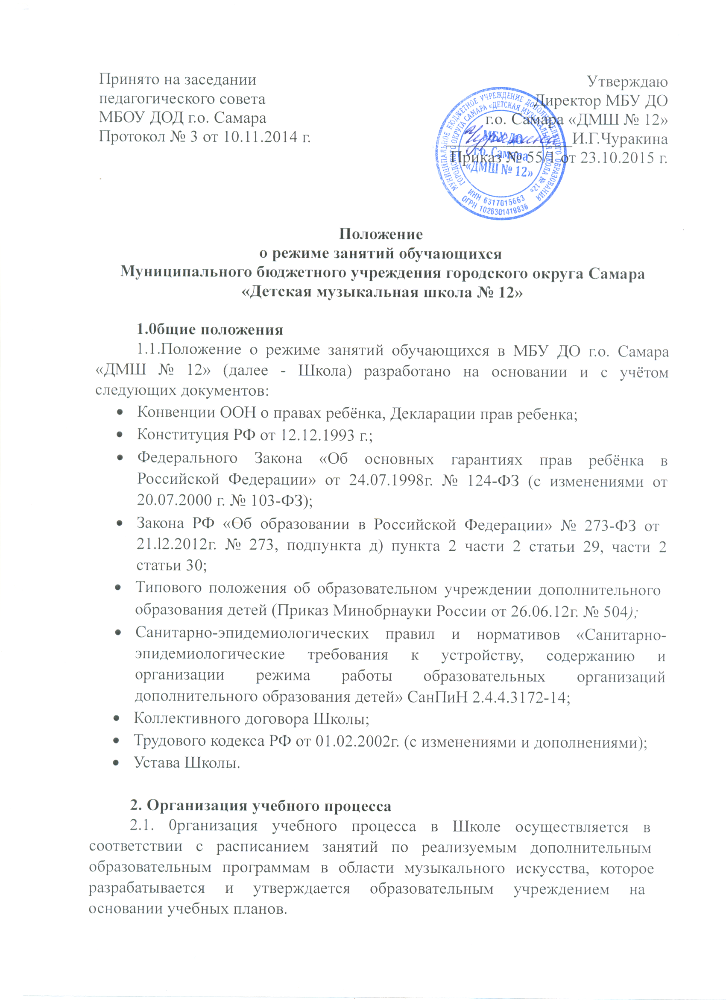 Принято на заседании
педагогического совета
МБОУ ДОД г.о. Самара
Протокол № 3 от 10.11.2014 г.
Утверждаю
Директор МБУ ДО
г.о. Самара «ДМШ № 12»
И.Г.Чуракина
Приказ № 55/1 от 23.10.2015 г.
МУНИЦИПАЛЬНОЕ БЮДЖЕТНОЕ УЧРЕЖДЕНИЕ ДОПОЛНИТЕЛЬНОГО ОБРАЗОВАНИЯ
ГОРОДСКОГО ОКРУГА САМАРА «ДЕТСКАЯ МУЗЫКАЛЬНАЯ ШКОЛА № 12»
МБУ ДО
г.о. Самара
«ДМШ № 12»
ИНН 6317015663
ОГРН 1026301419836
Положение
о режиме занятий обучающихся
Муниципального бюджетного учреждения городского округа Самара
«Детская музыкальная школа № 12»
1.0бщие положения
1.1.Положение о режиме занятий обучающихся в МБУ ДО г.о. Самара
«ДМШ № 12» (далее - Школа) разработано на основании и с учётом
следующих документов:
• Конвенции ООН о правах ребёнка, Декларации прав ребенка;
• Конституция РФ от 12.12.1993 г.;
• Федерального Закона «Об основных гарантиях прав ребёнка в
Российской Федерации» от 24.07.1998г. № 124-ФЗ (с изменениями от
20.07.2000 г. № 103-ФЗ);
• Закона РФ «Об образовании в Российской Федерации» № 273-ФЗ от
21.l2.2012г. № 273, подпункта д) пункта 2 части 2 статьи 29, части 2
статьи 30;
• Типового положения об образовательном учреждении дополнительного
образования детей (Приказ Минобрнауки России от 26.06.12г. № 504);
• Санитарно-эпидемиологических правил и нормативов «Санитарно-
эпидемиологические требования к устройству, содержанию и
организации режима работы образовательных организаций
дополнительного образования детей» СанПиН 2.4.4.3172-14;
• Коллективного договора Школы;
• Трудового кодекса РФ от 01.02.2002г. (с изменениями и дополнениями);
• Устава Школы.
2. Организация учебного процесса
2.1. 0рганизация учебного процесса в Школе осуществляется в
соответствии с расписанием занятий по реализуемым дополнительным
образовательным программам в области музыкального искусства, которое
разрабатывается и утверждается образовательным учреждением на
основании учебных планов.